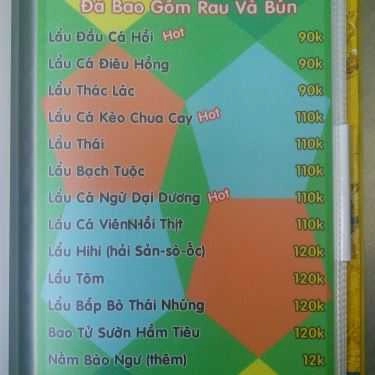 Đã Bao Gồm Rau Và Bún
Lẩu Đầu Cá Hồi Hot 90k
Lẩu Cá Điêu Hồng 90k
Lẩu Thác Lác 90k
Lẩu Cá Kèo Chua Cay Hot 110k
Lẩu Thái 110k
Lẩu Bạch Tuộc 110k
Lẩu Cá Ngừ Đại Dương Hot 110k
Lẩu Cá Viên Nhồi Thịt 110k
Lẩu Hihi (hải Sản-sò-ốc) 120k
Lẩu Tôm 120k
Lẩu Bắp Bò Thái Nhúng 120k
Bao Tử Sườn Hầm Tiêu 120k
Nấm Bào Ngư (thêm) 12k